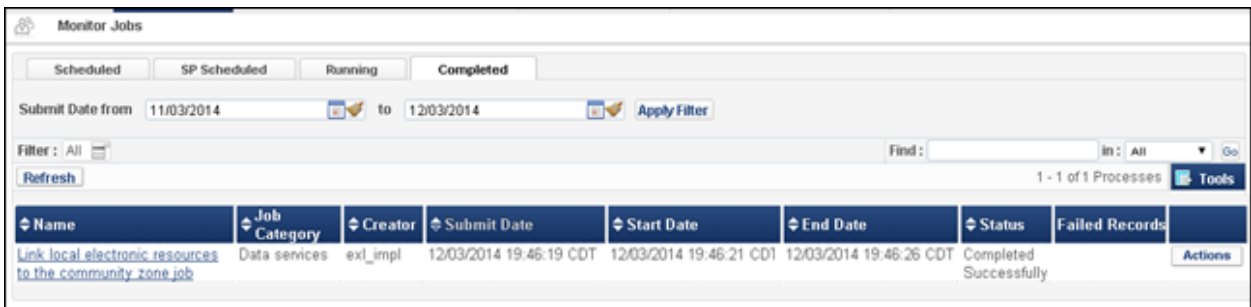 Monitor Jobs
Scheduled SP Scheduled Running Completed
Submit Date from 11/03/2014 to 12/03/2014 Apply Filter
Filter : All Find : in : All Go
Refresh 1 - 1 of 1 Processes Tools
Name Job Category Creator Submit Date Start Date End Date Status Failed Records
Link local electronic resources Data services exl_impl 12/03/2014 19:46:19 CDT 12/03/2014 19:46:21 CDT 12/03/2014 19:46:26 CDT Completed Actions
to the community zone job Successfully